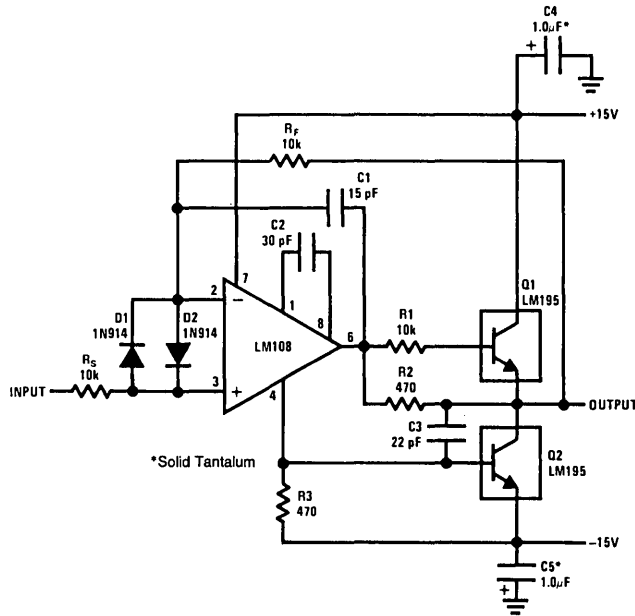 C4
1.0μF*
+
+15V
RF
10k
C1
15 pF
C2
30 pF
7
Q1
LM195
D1
1N914
D2
1N914
2
−
1
8
LM108
6
R1
10k
RS
10k
INPUT
3
+
4
R2
470
OUTPUT
C3
22 pF
*Solid Tantalum
Q2
LM195
R3
470
−15V
C5*
1.0μF
+